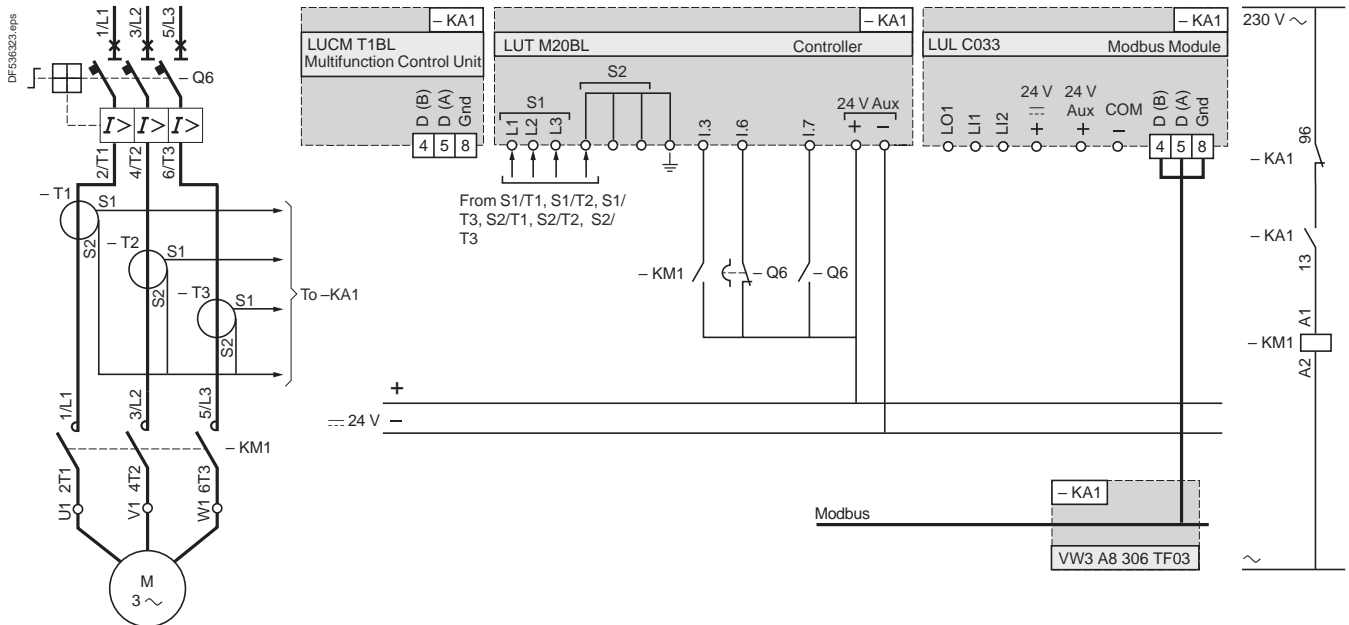 DF536323.eps
1/L1
3/L2
5/L3
– Q6
I >
I >
I >
2/T1
4/T2
6/T3
– T1
S1
S2
– T2
S1
S2
– T3
S1
S2
To –KA1
1/L1
3/L2
5/L3
– KM1
2T1
4T2
6T3
U1
V1
W1
M
3 ~
– KA1
LUCM T1BL
Multifunction Control Unit
D (B)
D (A)
Gnd
4 5 8
– KA1
LUT M20BL Controller
S2
S1
24 V Aux
L1
L2
L3
I.3
I.6
I.7
+
–
From S1/T1, S1/T2, S1/
T3, S2/T1, S2/T2, S2/
T3
– KM1
– Q6
– Q6
+
24 V –
– KA1
LUL C033 Modbus Module
LO1
LI1
LI2
24 V
+
24 V
Aux
+
COM
–
D (B)
D (A)
Gnd
4 5 8
– KA1
Modbus
VW3 A8 306 TF03
230 V ~
96
– KA1
– KA1
13
A1
– KM1
A2
~